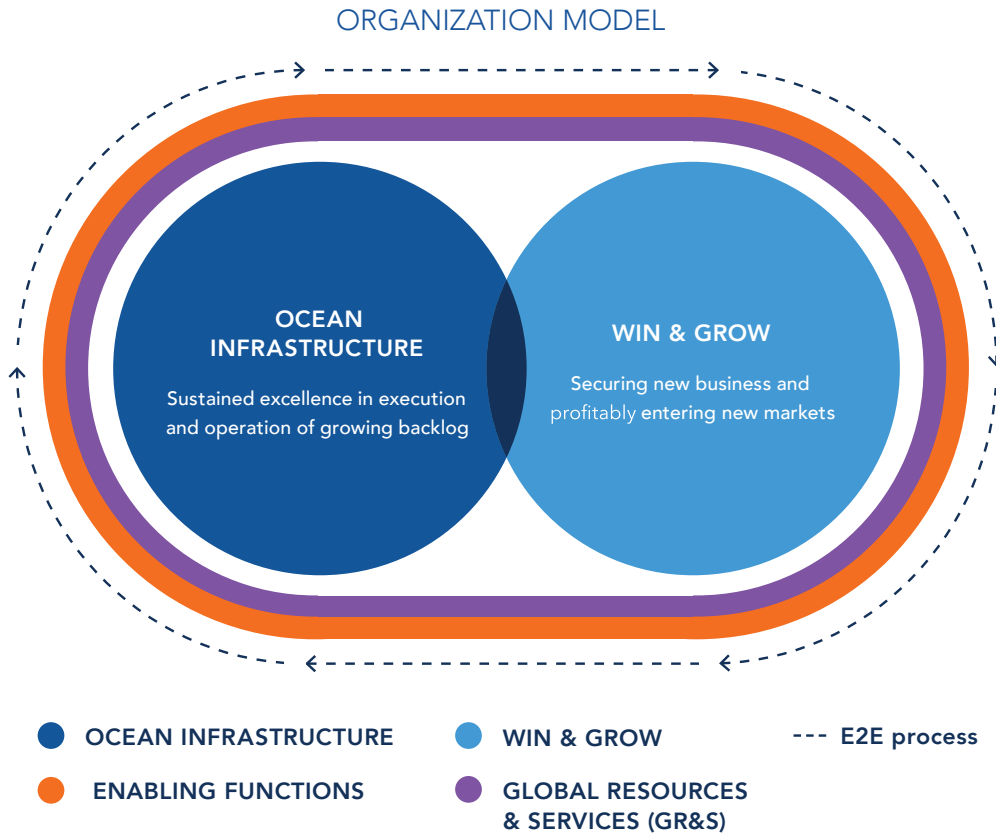 ORGANIZATION MODEL
OCEAN
INFRASTRUCTURE
Sustained excellence in execution
and operation of growing backlog
WIN & GROW
Securing new business and
profitably entering new markets
OCEAN INFRASTRUCTURE
WIN & GROW
E2E process
ENABLING FUNCTIONS
GLOBAL RESOURCES
& SERVICES (GR&S)